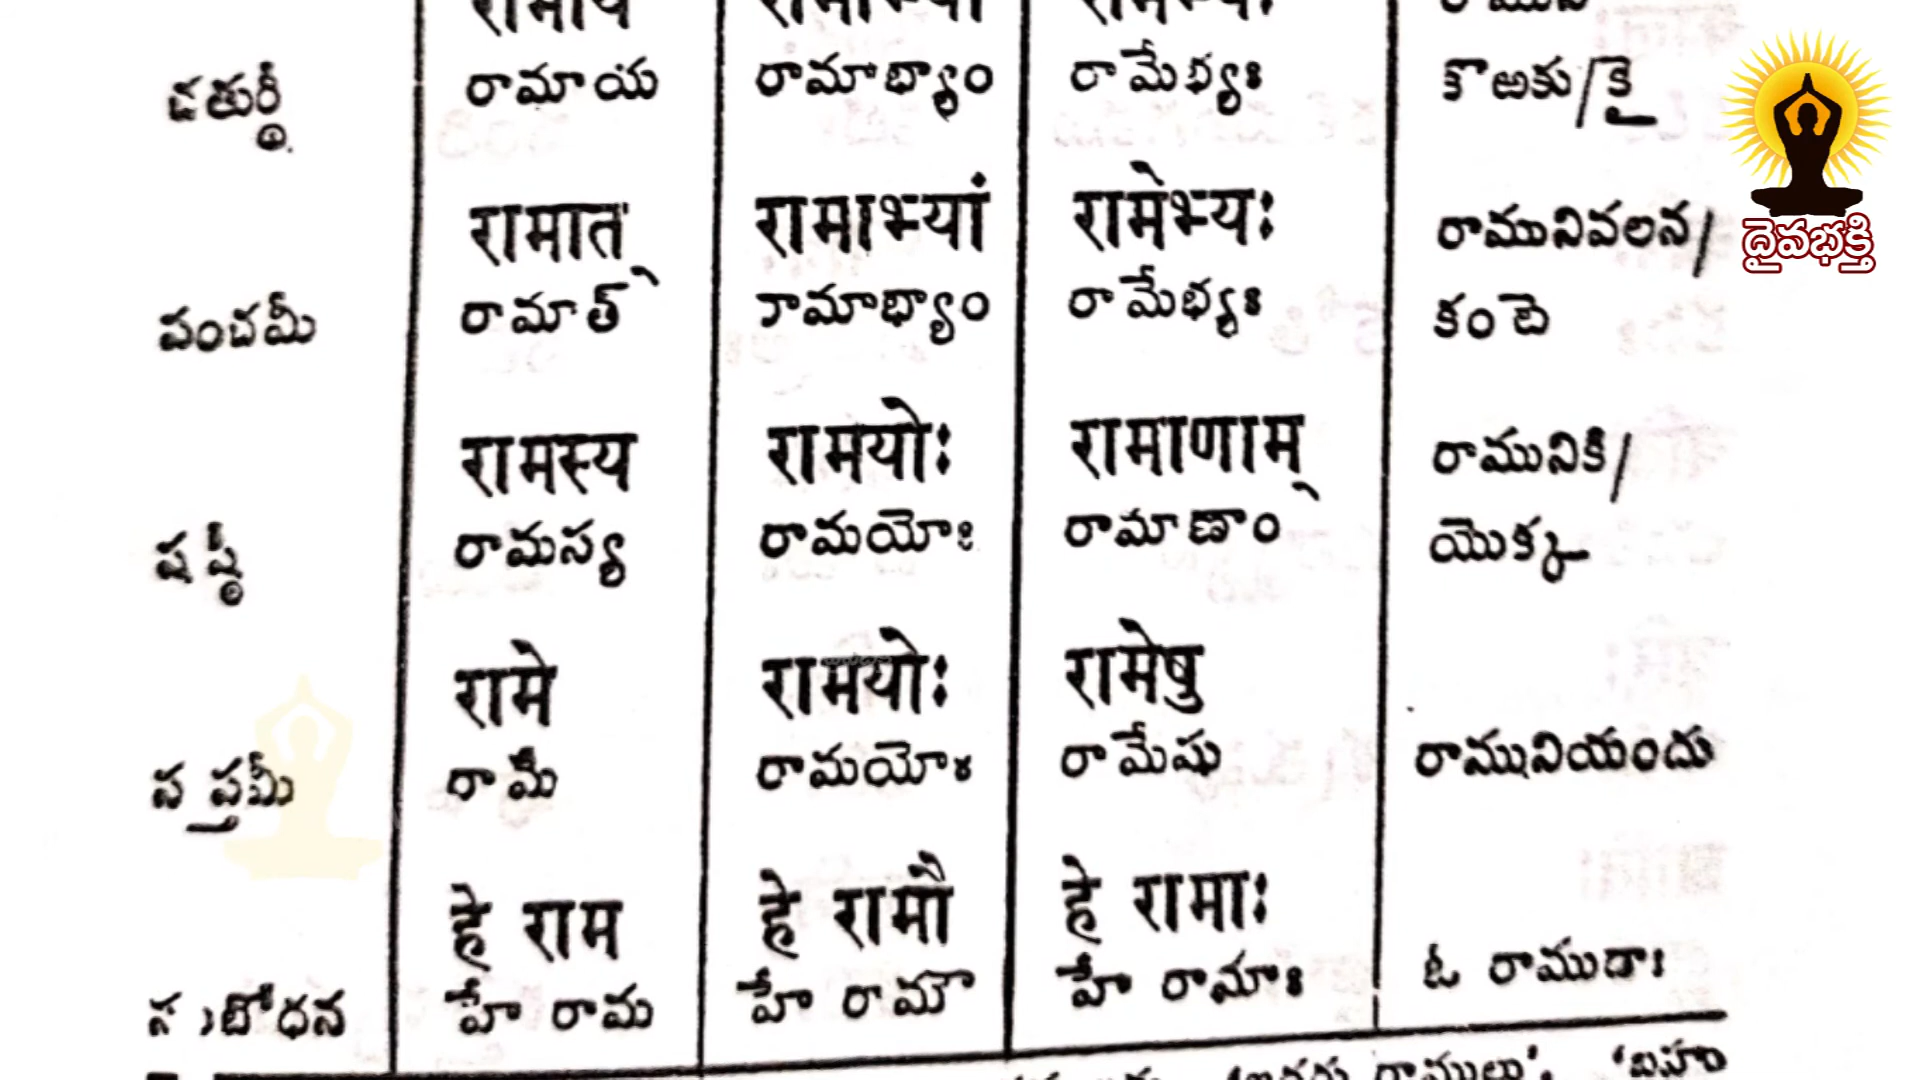 रामाय रामाभ्यां रामेभ्यः రాముని
చతుర్థీ రామాయ రామాభ్యాం రామేభ్యః కొఱకు/కై
रामात् रामाभ्यां रामेभ्यः రామునివలన/
పంచమీ రామాత్ రామాభ్యాం రామేభ్యః కంటె
रामस्य रामयोः रामाणाम् రామునికి/
షష్ఠీ రామస్య రామయోః రామాణాం యొక్క
रामे रामयोः रामेषु
సప్తమీ రామే రామయోః రామేషు రామునియందు
हे राम हे रामौ हे रामाः
సంబోధన హే రామ హే రామౌ హే రామాః ఓ రాముడా!
దైవభక్తి